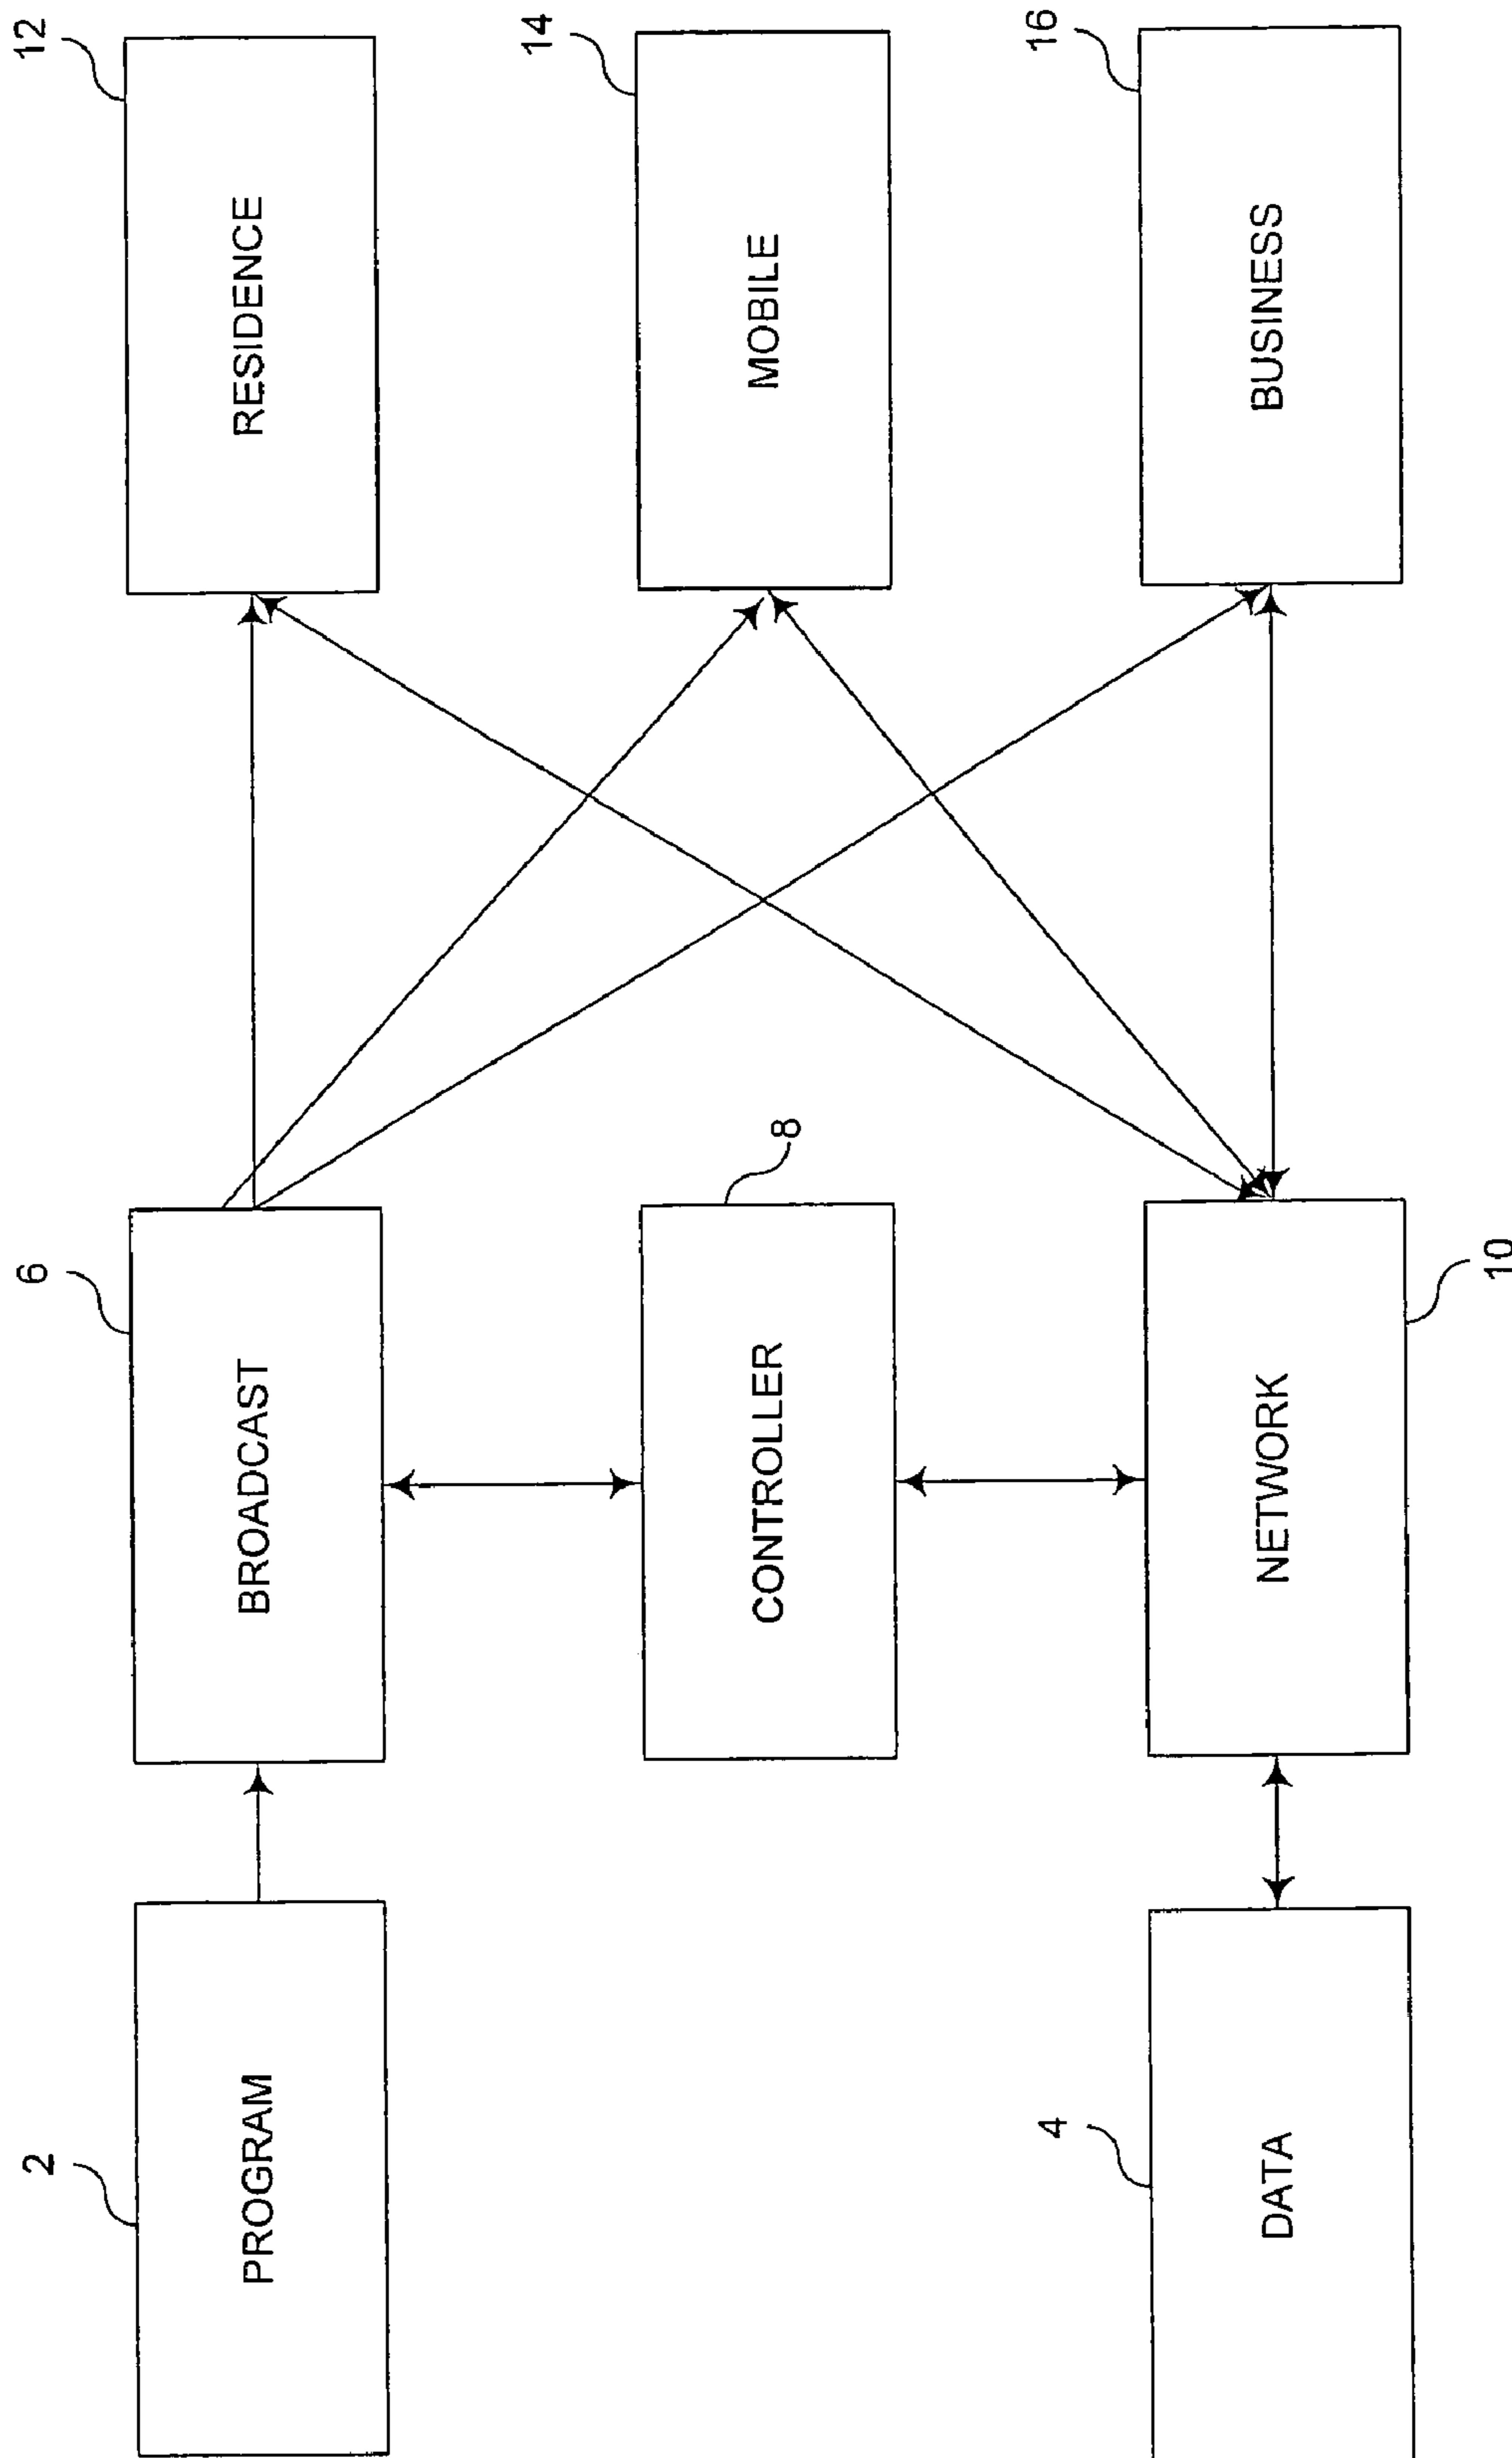 2
PROGRAM
6
BROADCAST
12
RESIDENCE
8
CONTROLLER
14
MOBILE
4
DATA
10
NETWORK
16
BUSINESS